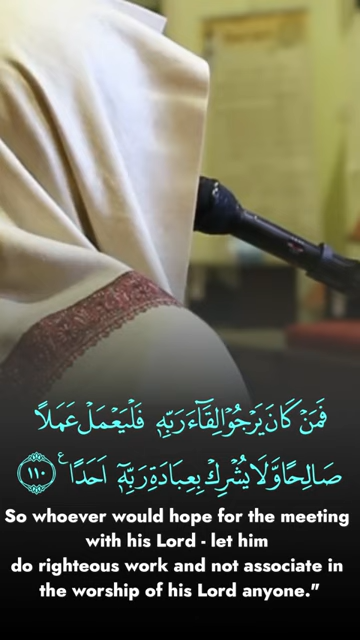 فَمَنْ كَانَ يَرْجُوْا لِقَآءَ رَبِّهٖ فَلْيَعْمَلْ عَمَلًا
صَالِحًا وَّلَا يُشْرِكْ بِعِبَادَةِ رَبِّهٖٓ اَحَدًا ࣖ ﴿١١٠﴾
So whoever would hope for the meeting
with his Lord - let him
do righteous work and not associate in
the worship of his Lord anyone."